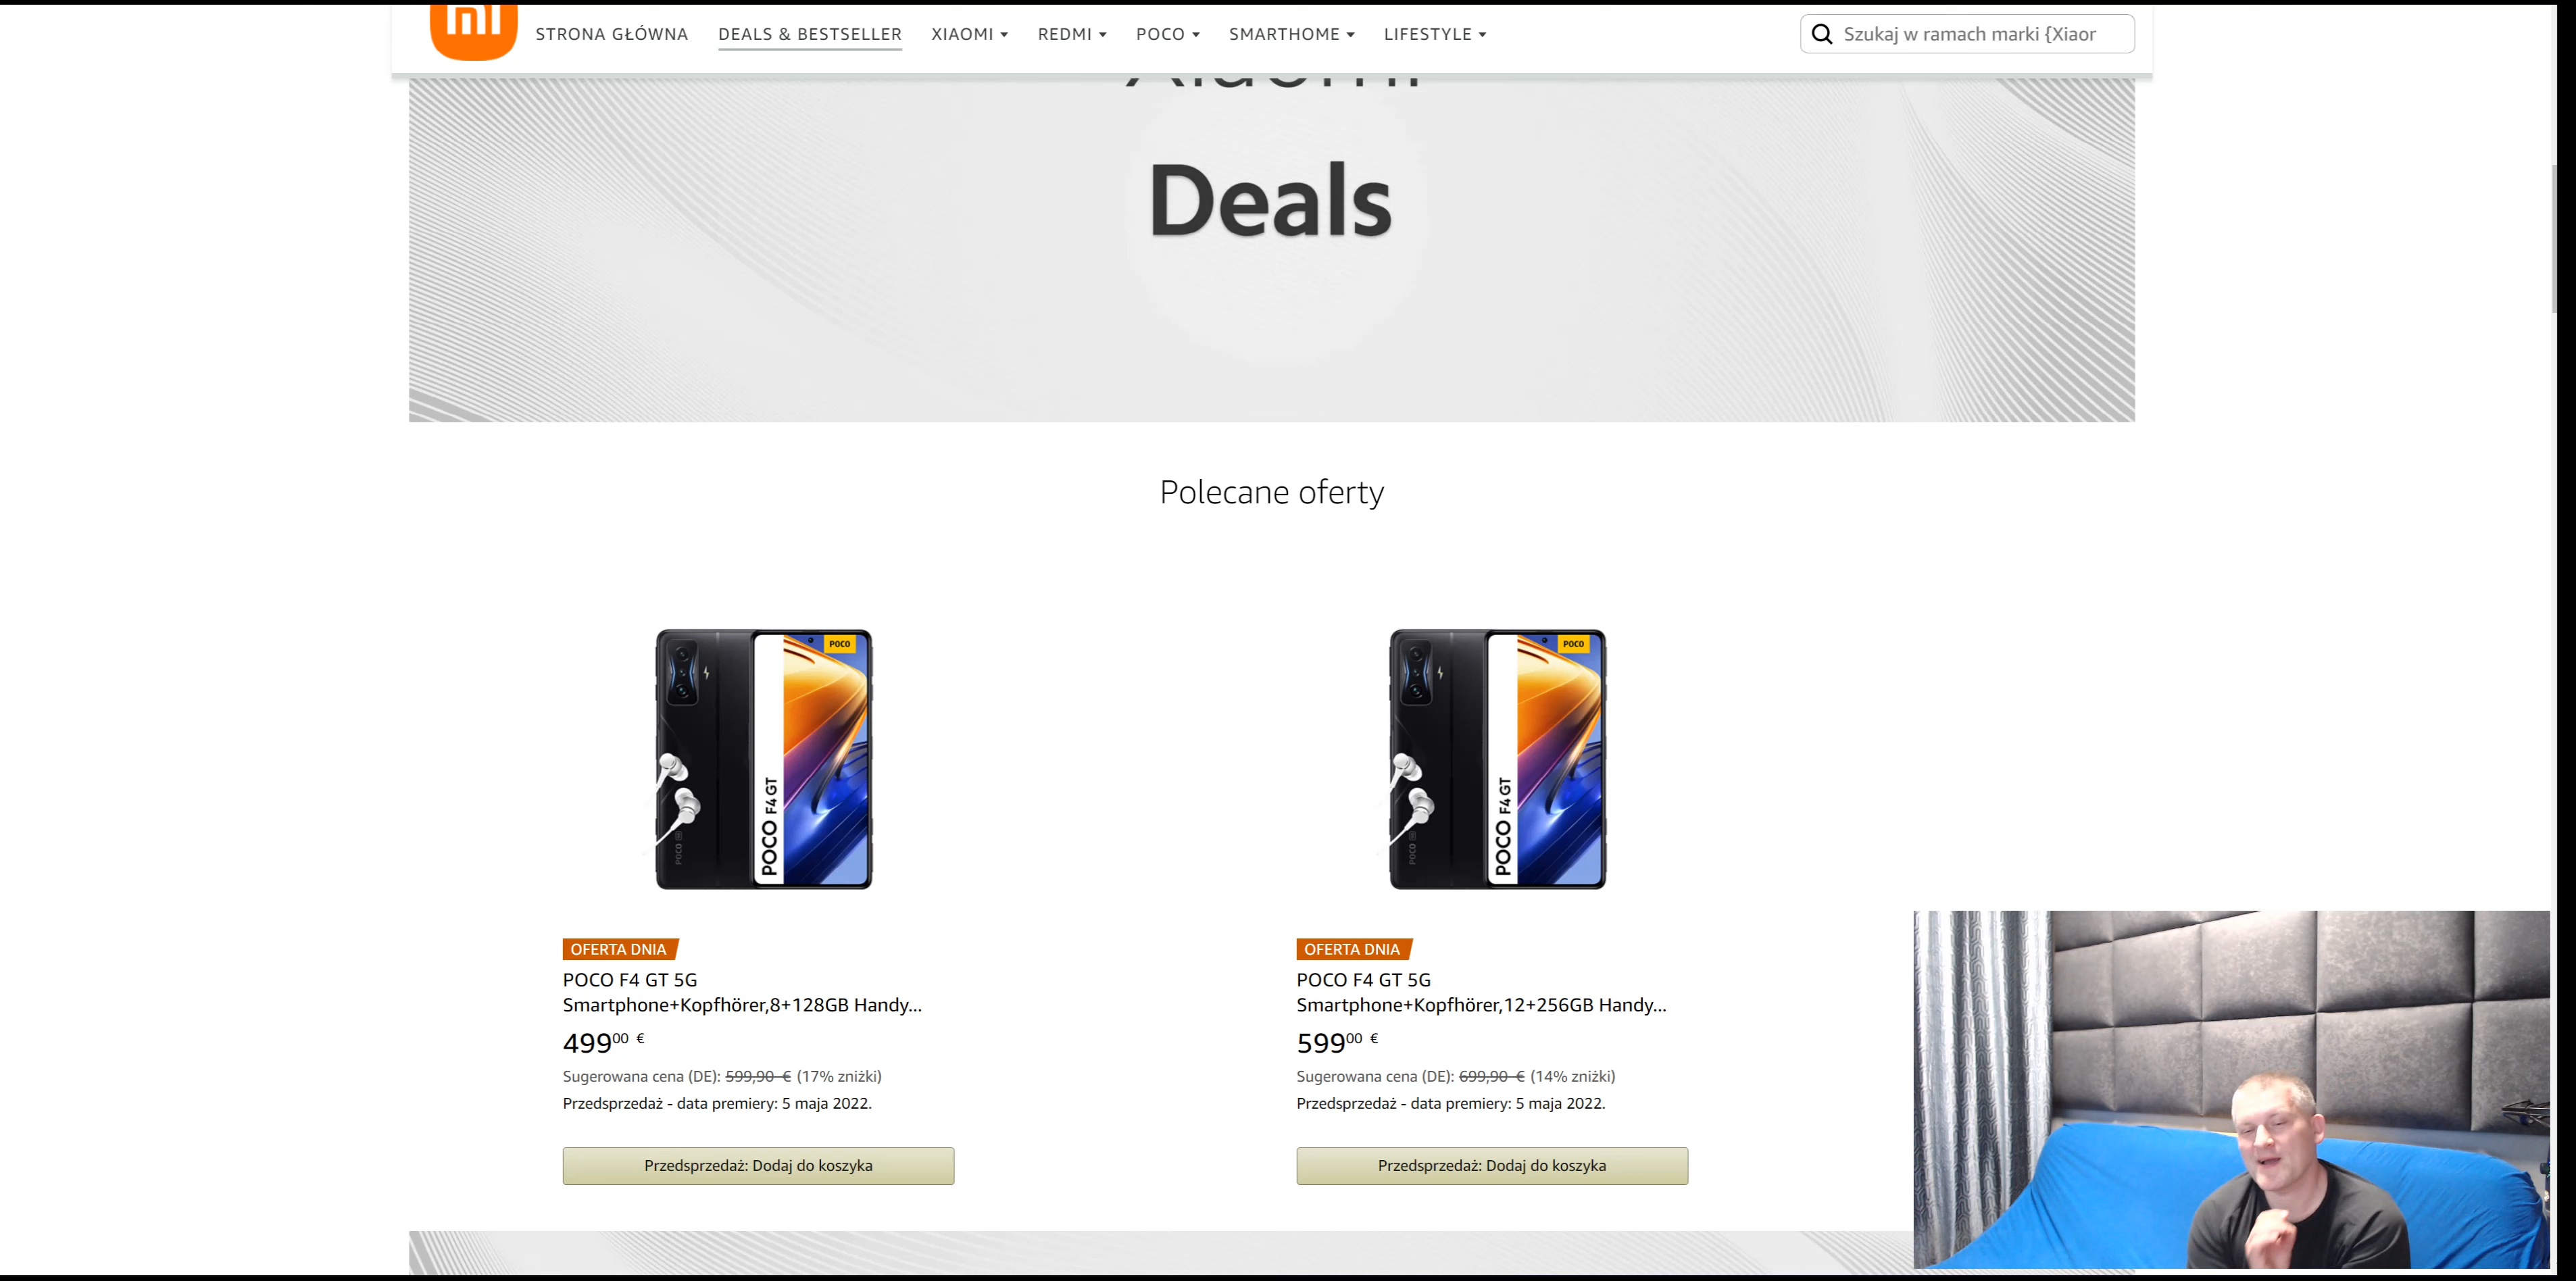 STRONA GŁÓWNA DEALS & BESTSELLER XIAOMI REDMI POCO SMARTHOME LIFESTYLE Szukaj w ramach marki {Xiaor
Xiaomi
Deals
Polecane oferty
POCO
POCO F4 GT
POCO
POCO
POCO F4 GT
POCO
OFERTA DNIA
POCO F4 GT 5G
Smartphone+Kopfhörer,8+128GB Handy...
499,00 €
Sugerowana cena (DE): 599,90 € (17% zniżki)
Przedsprzedaż - data premiery: 5 maja 2022.
Przedsprzedaż: Dodaj do koszyka
OFERTA DNIA
POCO F4 GT 5G
Smartphone+Kopfhörer,12+256GB Handy...
599,00 €
Sugerowana cena (DE): 699,90 € (14% zniżki)
Przedsprzedaż - data premiery: 5 maja 2022.
Przedsprzedaż: Dodaj do koszyka